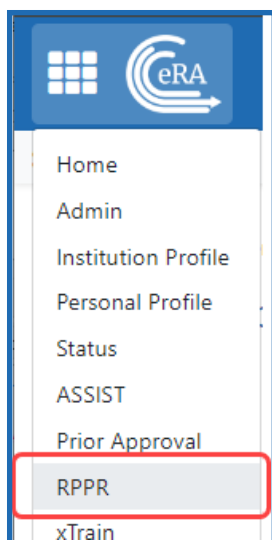 eRA
Home
Admin
Institution Profile
Personal Profile
Status
ASSIST
Prior Approval
RPPR
xTrain